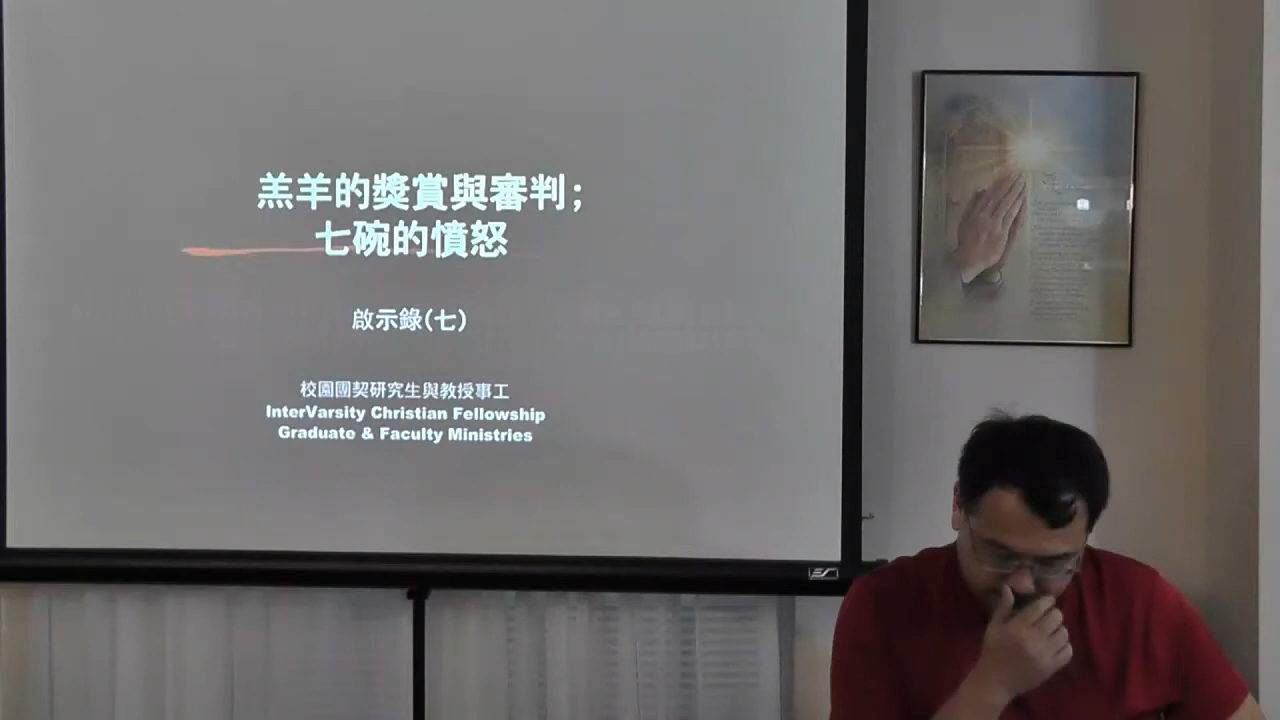 羔羊的獎賞與審判；
七碗的憤怒
啟示錄(七)
校園團契研究生與教授事工
InterVarsity Christian Fellowship
Graduate & Faculty Ministries